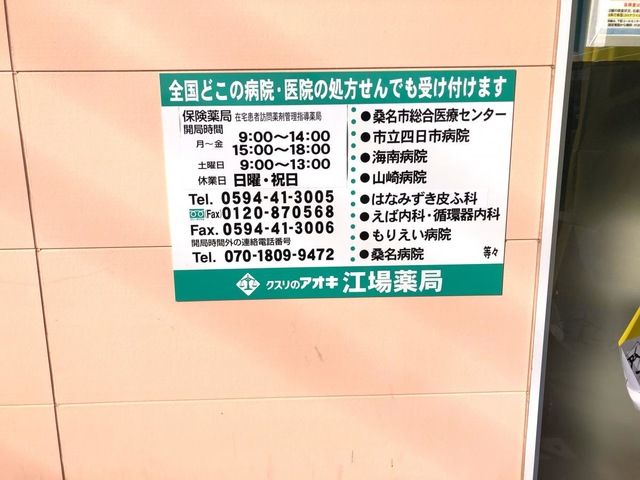 全国どこの病院・医院の処方せんでも受け付けます
保険薬局 在宅患者訪問薬剤管理指導薬局
開局時間
月～金 9:00～14:00
15:00～18:00
土曜日 9:00～13:00
休業日 日曜・祝日
Tel. 0594-41-3005
Fax 0120-870568
Fax. 0594-41-3006
開局時間外の連絡電話番号
Tel. 070-1809-9472
●桑名市総合医療センター
●市立四日市病院
●海南病院
●山崎病院
●はなみずき皮ふ科
●えば内科・循環器内科
●もりえい病院
●桑名病院 等々
クスリのアオキ 江場薬局